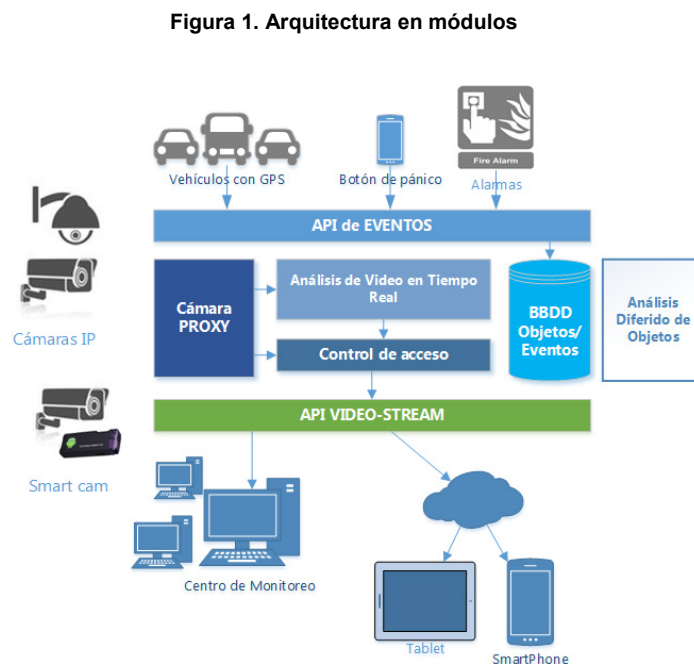 Figura 1. Arquitectura en módulos
Fire Alarm
Vehículos con GPS
Botón de pánico
Alarmas
API de EVENTOS
Cámaras IP
Cámara
PROXY
Análisis de Video en Tiempo
Real
Control de acceso
BBDD
Objetos/
Eventos
Análisis
Diferido de
Objetos
API VIDEO-STREAM
Smart cam
Centro de Monitoreo
Tablet
SmartPhone